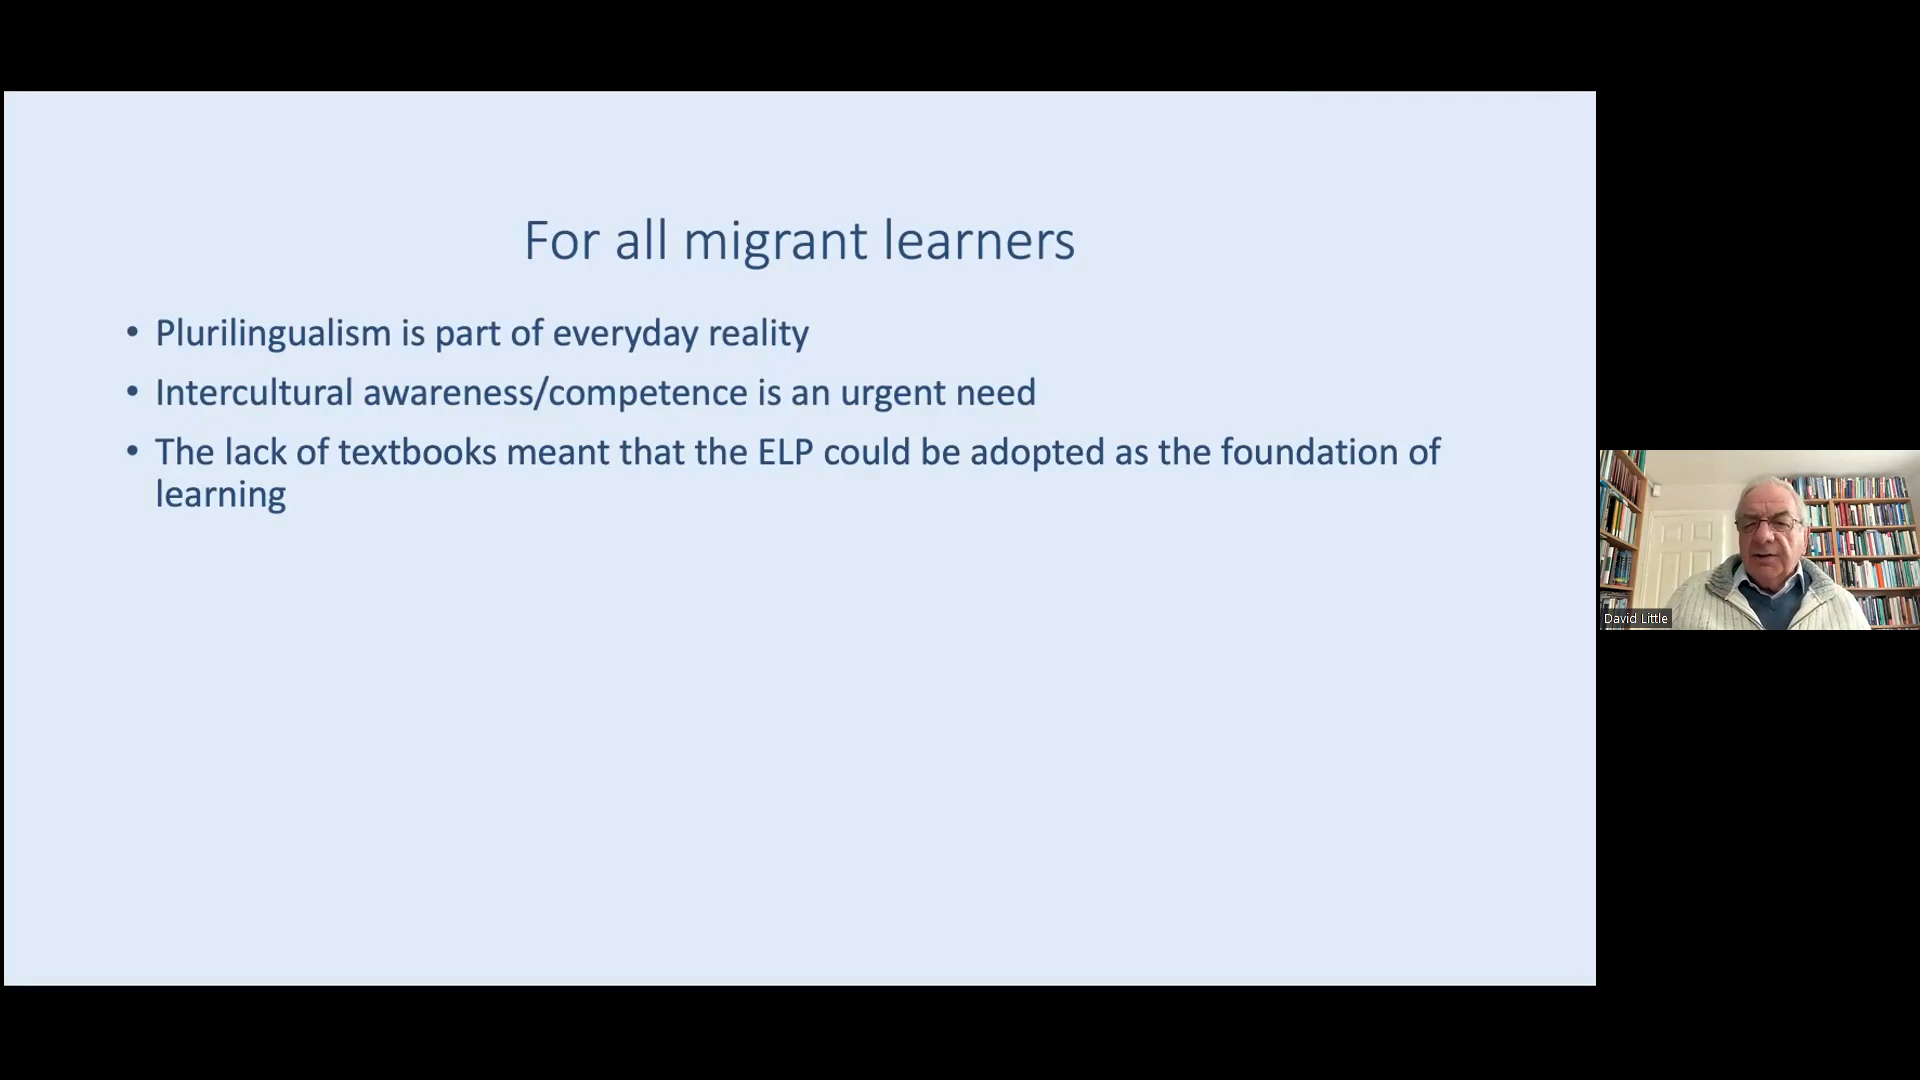 For all migrant learners
• Plurilingualism is part of everyday reality
• Intercultural awareness/competence is an urgent need
• The lack of textbooks meant that the ELP could be adopted as the foundation of
learning
David Little